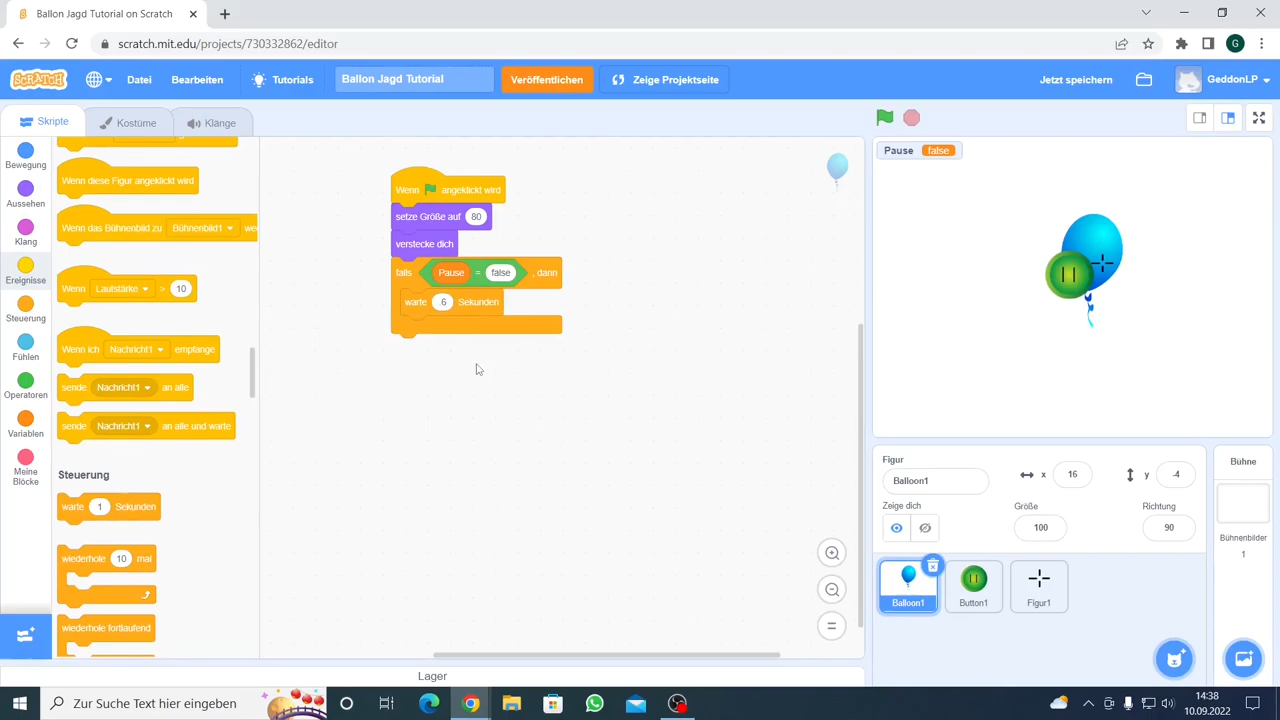 Ballon Jagd Tutorial on Scratch
scratch.mit.edu/projects/730332862/editor
G
SCRATCH
Datei
Bearbeiten
Tutorials
Ballon Jagd Tutorial
Veröffentlichen
Zeige Projektseite
Jetzt speichern
GeddonLP
Skripte
Kostüme
Klänge
Bewegung
Aussehen
Klang
Ereignisse
Steuerung
Fühlen
Operatoren
Variablen
Meine
Blöcke
Wenn diese Figur angeklickt wird
Wenn das Bühnenbild zu Bühnenbild1 we
Wenn Lautstärke > 10
Wenn ich Nachricht1 empfange
sende Nachricht1 an alle
sende Nachricht1 an alle und warte
Steuerung
warte 1 Sekunden
wiederhole 10 mal
wiederhole fortlaufend
Wenn angeklickt wird
setze Größe auf 80
verstecke dich
falls Pause = false , dann
warte .6 Sekunden
Pause false
Figur
Balloon1
x 16
y -4
Zeige dich
Größe
100
Richtung
90
Balloon1
Button1
Figur1
Bühne
Bühnenbilder
1
Lager
Zur Suche Text hier eingeben
14:38
10.09.2022